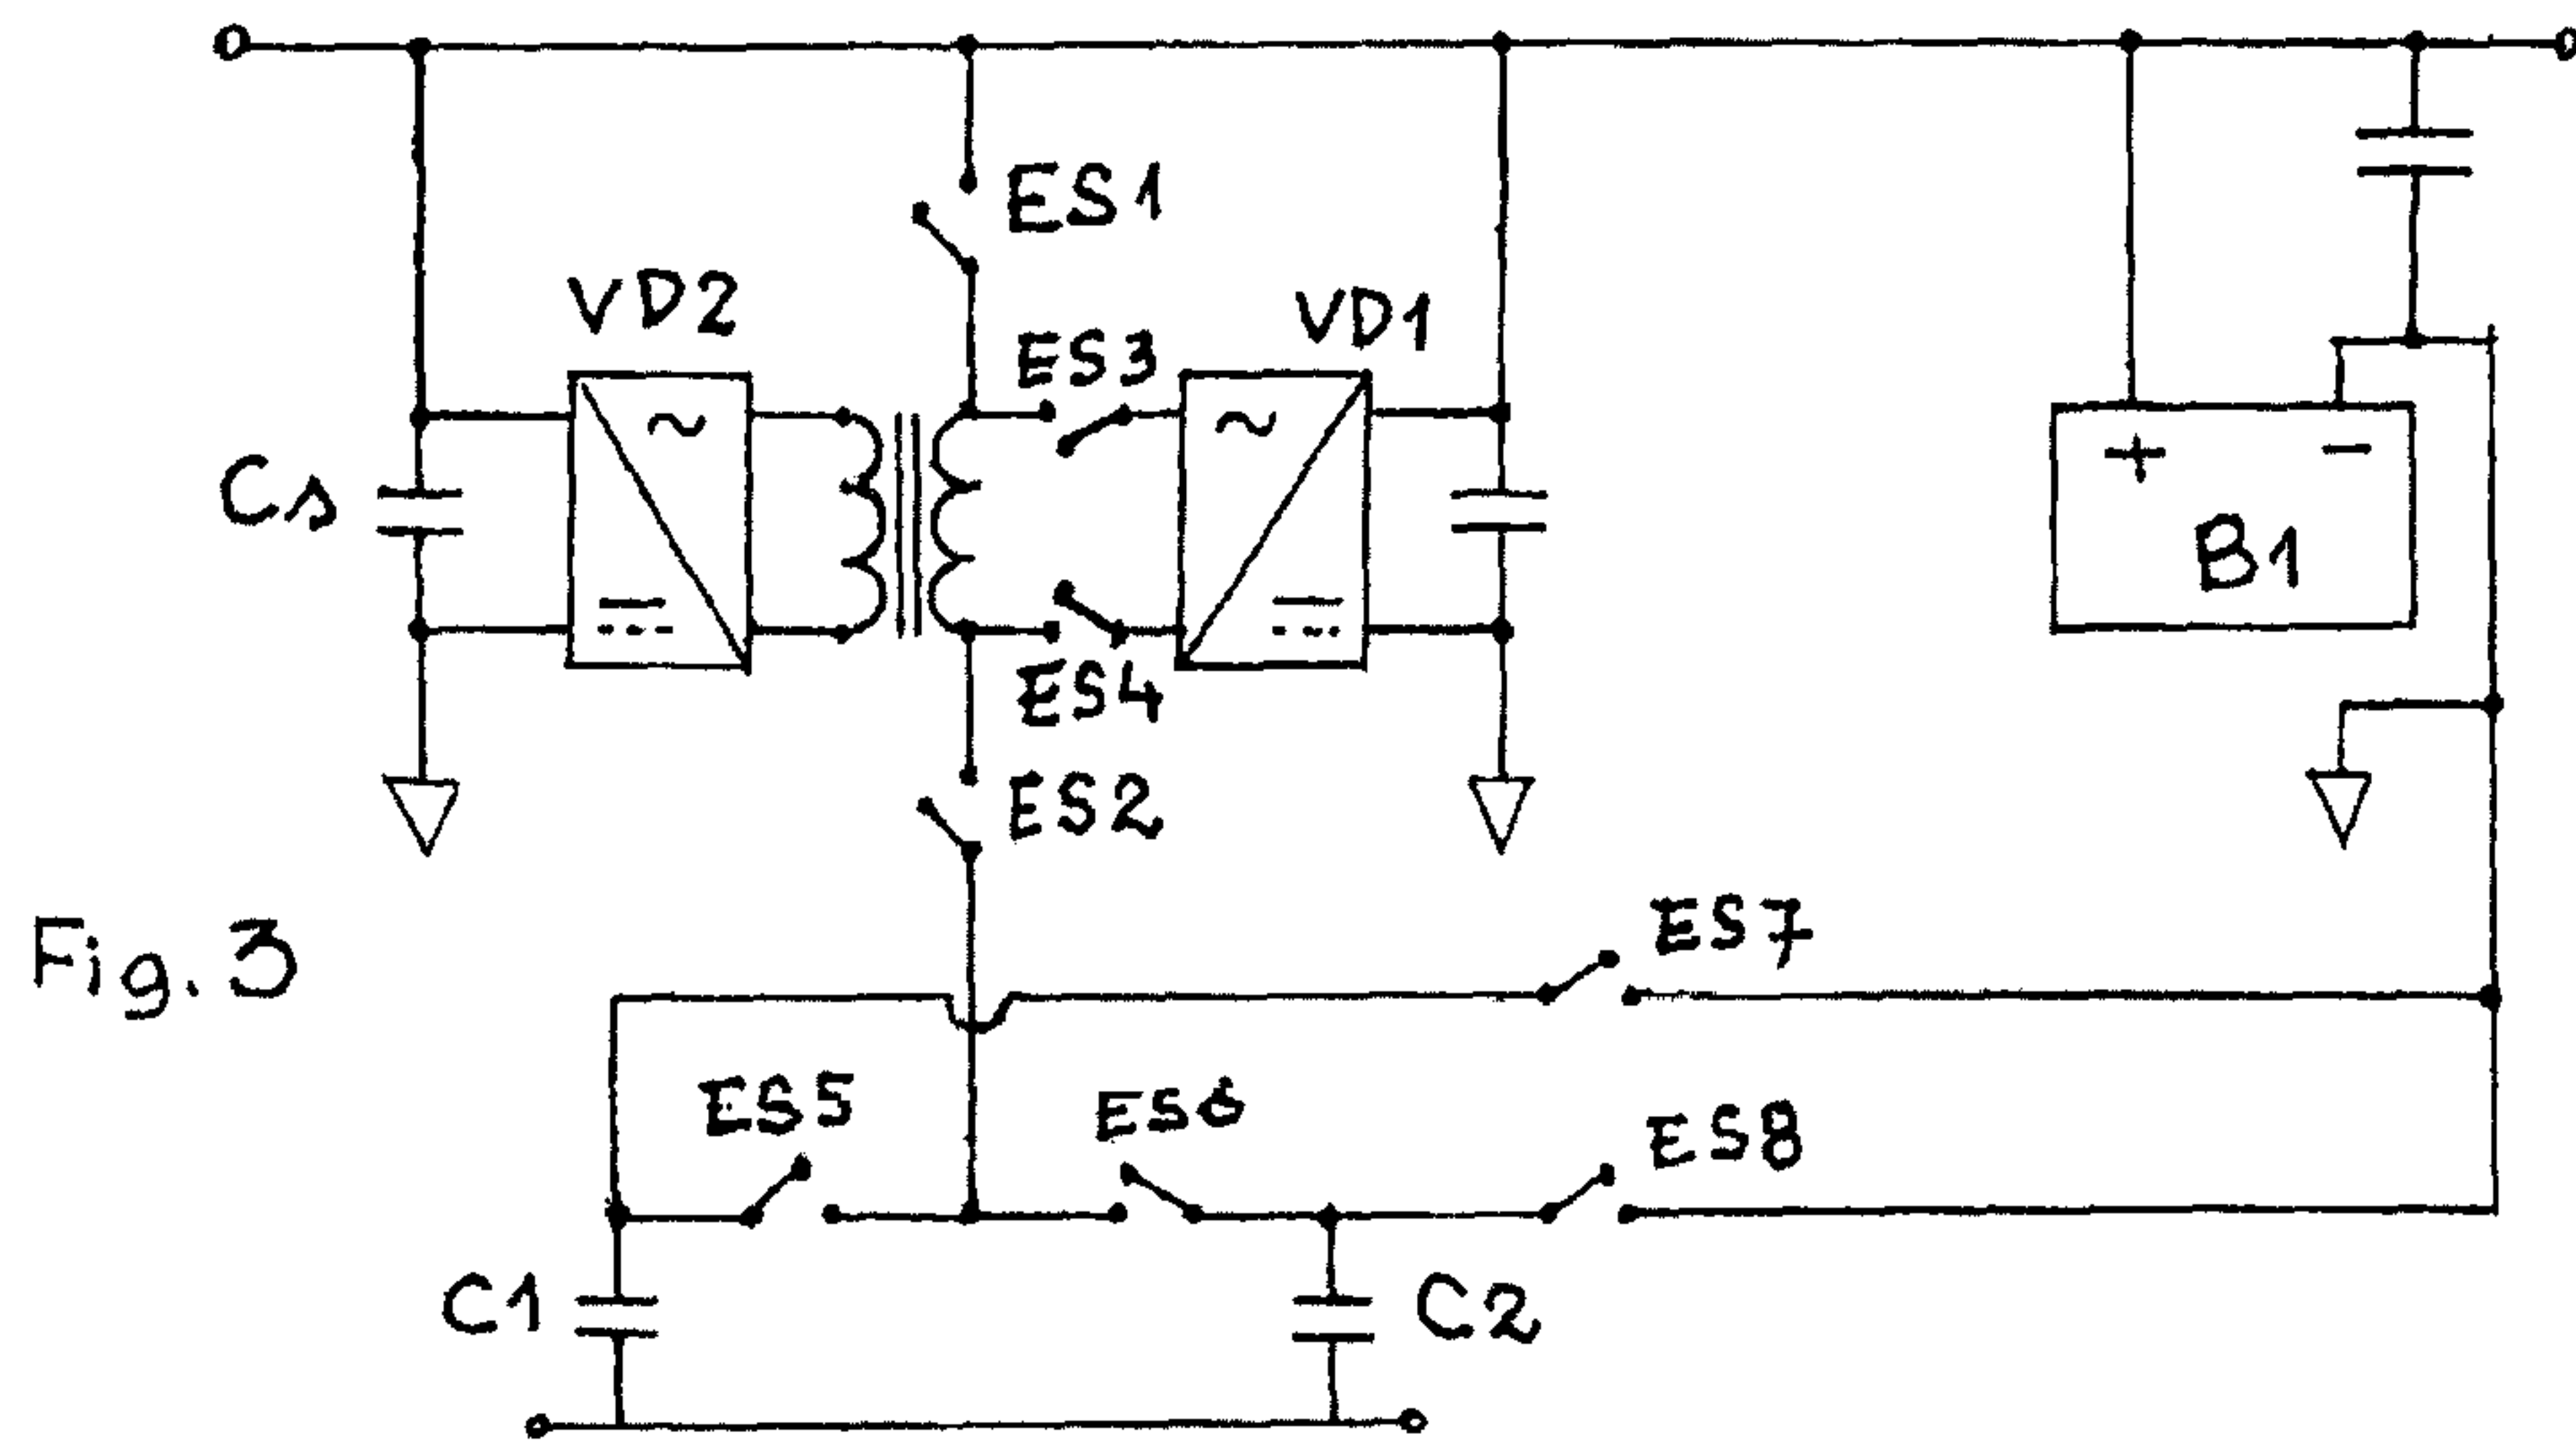 ES1
VD2
VD1
ES3
~
~
Cs
+
−
B1
ES4
ES2
Fig. 3
ES7
ES5
ES6
ES8
C1
C2